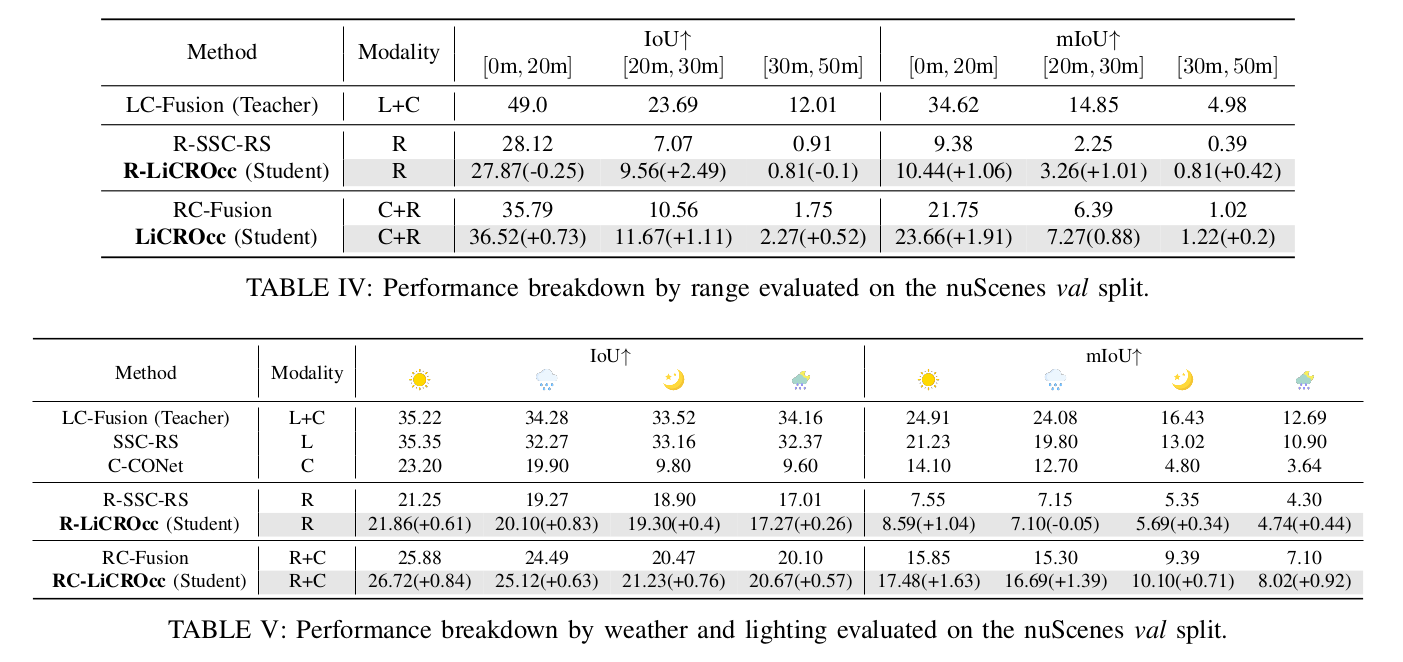 Method Modality IoU↑ mIoU↑
[0m, 20m] [20m, 30m] [30m, 50m] [0m, 20m] [20m, 30m] [30m, 50m]
LC-Fusion (Teacher) L+C 49.0 23.69 12.01 34.62 14.85 4.98
R-SSC-RS R 28.12 7.07 0.91 9.38 2.25 0.39
R-LiCROcc (Student) R 27.87(-0.25) 9.56(+2.49) 0.81(-0.1) 10.44(+1.06) 3.26(+1.01) 0.81(+0.42)
RC-Fusion C+R 35.79 10.56 1.75 21.75 6.39 1.02
LiCROcc (Student) C+R 36.52(+0.73) 11.67(+1.11) 2.27(+0.52) 23.66(+1.91) 7.27(0.88) 1.22(+0.2)
TABLE IV: Performance breakdown by range evaluated on the nuScenes val split.
Method Modality IoU↑ mIoU↑
LC-Fusion (Teacher) L+C 35.22 34.28 33.52 34.16 24.91 24.08 16.43 12.69
SSC-RS L 35.35 32.27 33.16 32.37 21.23 19.80 13.02 10.90
C-CONet C 23.20 19.90 9.80 9.60 14.10 12.70 4.80 3.64
R-SSC-RS R 21.25 19.27 18.90 17.01 7.55 7.15 5.35 4.30
R-LiCROcc (Student) R 21.86(+0.61) 20.10(+0.83) 19.30(+0.4) 17.27(+0.26) 8.59(+1.04) 7.10(-0.05) 5.69(+0.34) 4.74(+0.44)
RC-Fusion R+C 25.88 24.49 20.47 20.10 15.85 15.30 9.39 7.10
RC-LiCROcc (Student) R+C 26.72(+0.84) 25.12(+0.63) 21.23(+0.76) 20.67(+0.57) 17.48(+1.63) 16.69(+1.39) 10.10(+0.71) 8.02(+0.92)
TABLE V: Performance breakdown by weather and lighting evaluated on the nuScenes val split.